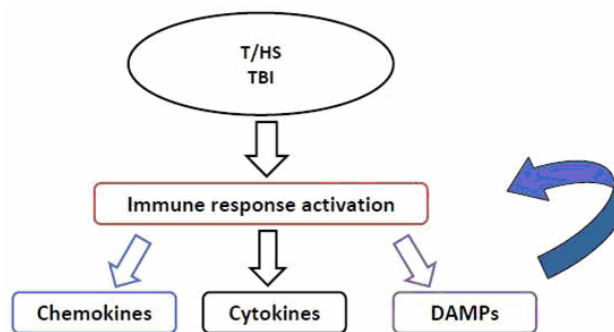 T/HS
TBI
Immune response activation
Chemokines
Cytokines
DAMPs